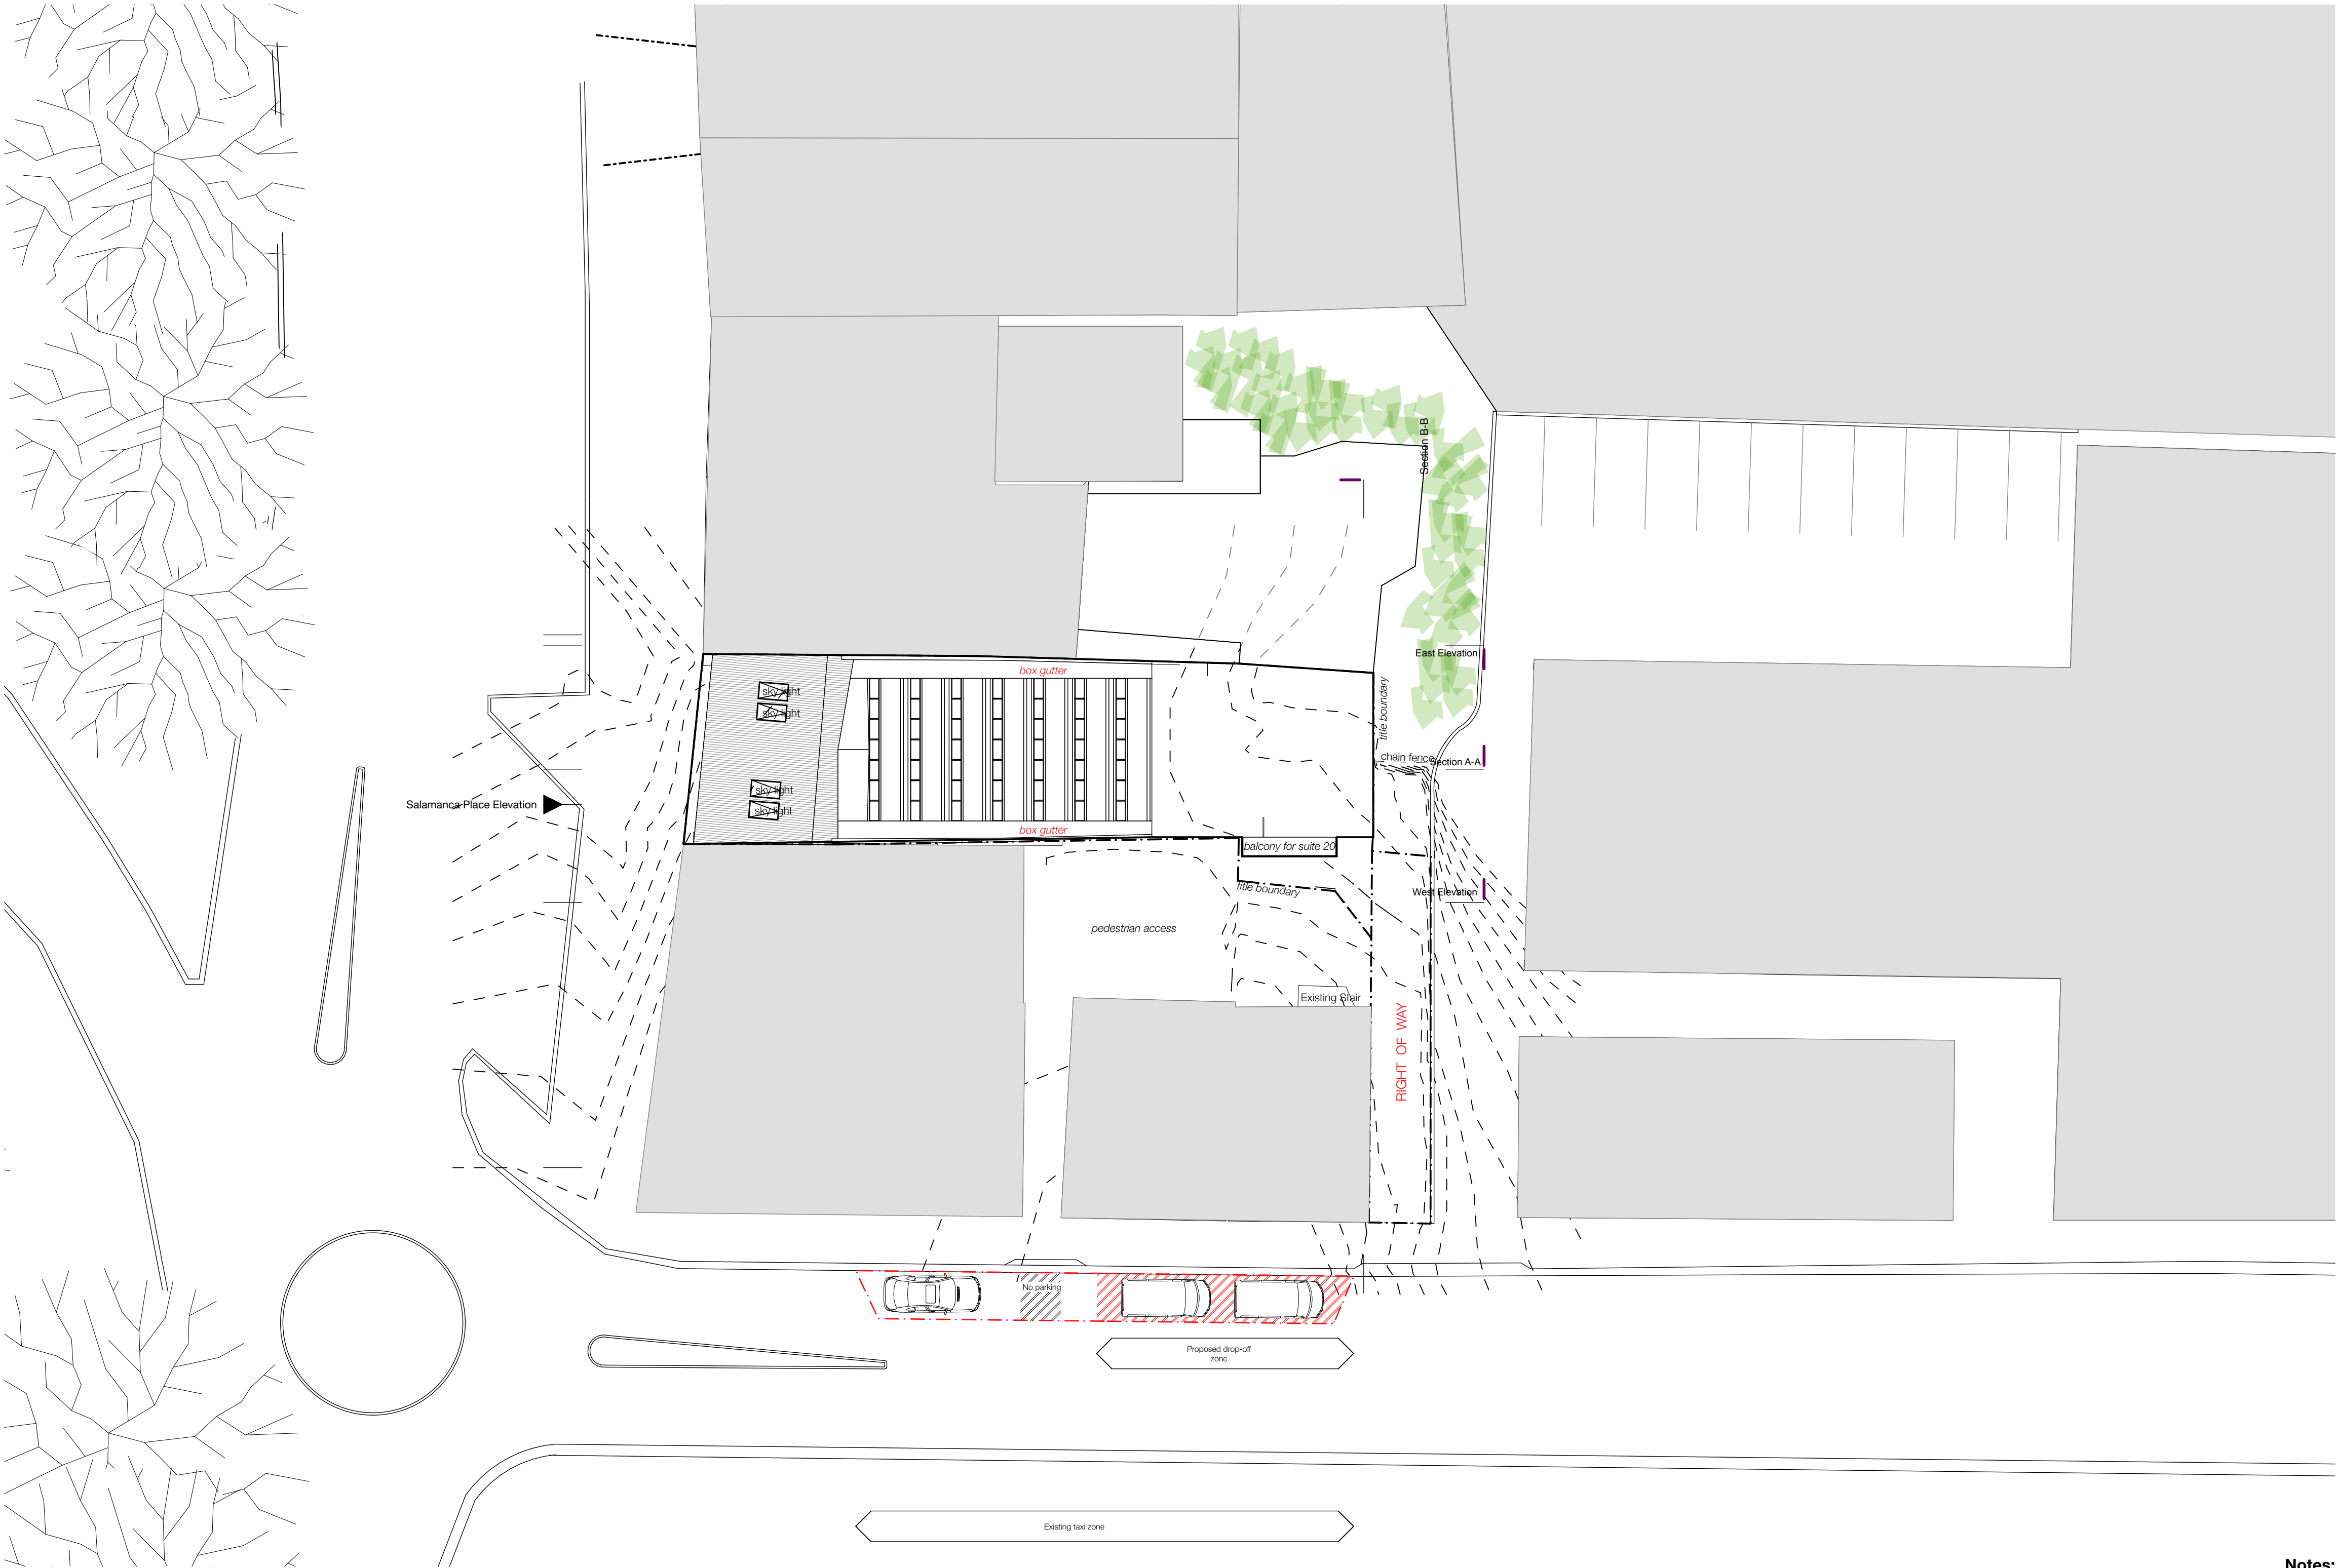 Section B-B
East Elevation
box gutter
sky light
sky light
title boundary
chain fence
Section A-A
sky light
Salamanca Place Elevation
sky light
box gutter
balcony for suite 20
title boundary
West Elevation
pedestrian access
Existing Stair
RIGHT OF WAY
No parking
Proposed drop-off
zone
Existing taxi zone
Notes: